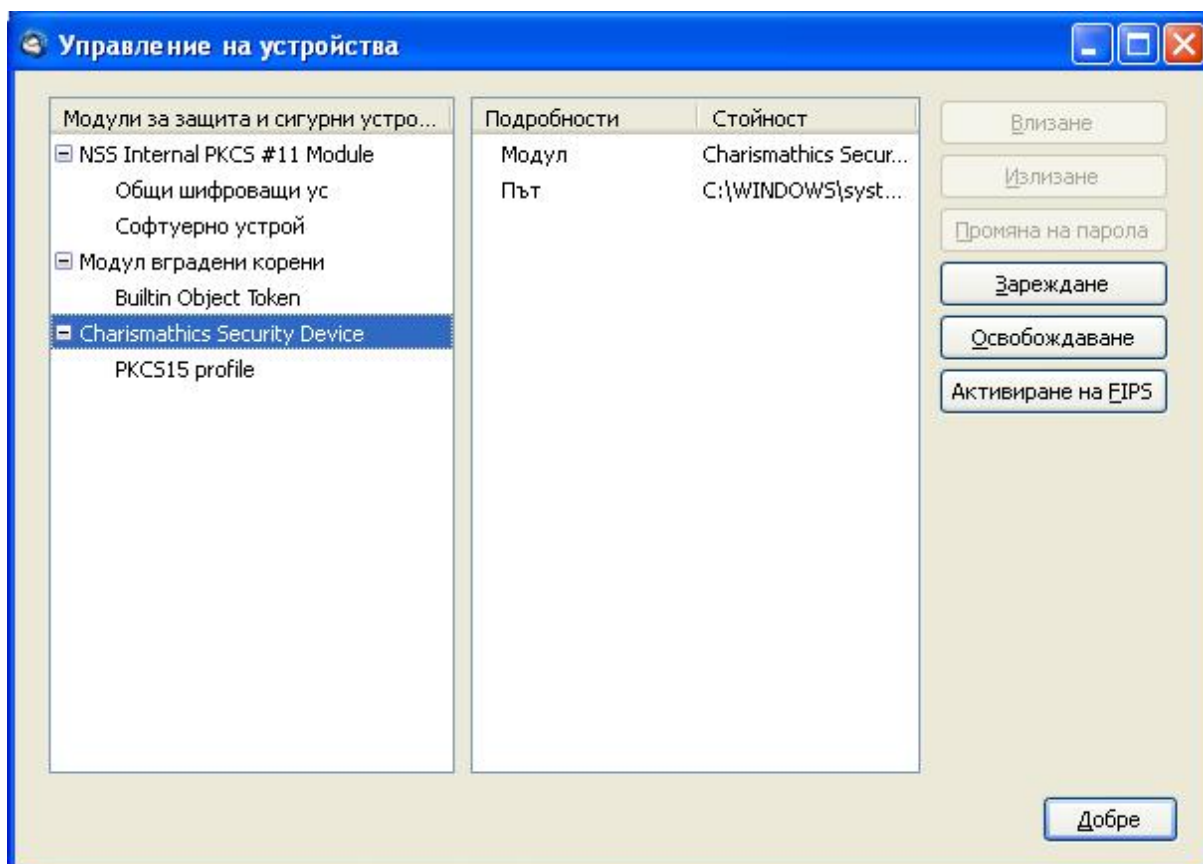 Управление на устройства
Модули за защита и сигурни устро...
NSS Internal PKCS #11 Module
Общи шифроващи ус
Софтуерно устрой
Модул вградени корени
Builtin Object Token
Charismathics Security Device
PKCS15 profile
Подробности Стойност
Модул Charismathics Secur...
Път C:\WINDOWS\syst...
Влизане
Излизане
Промяна на парола
Зареждане
Освобождаване
Активиране на FIPS
Добре